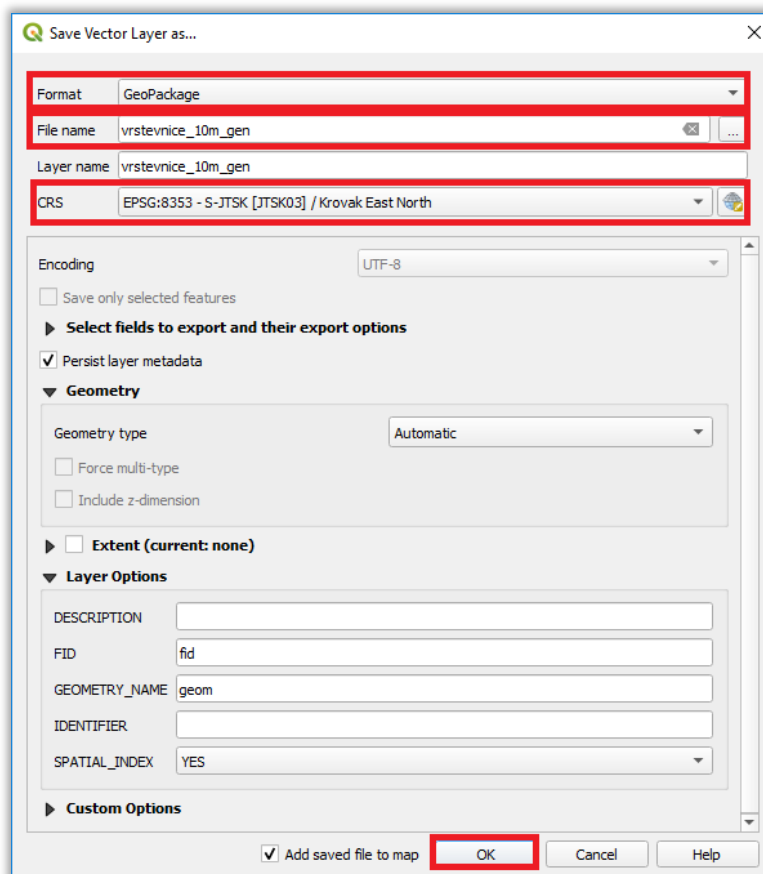 Save Vector Layer as...
Format GeoPackage
File name vrstevnice_10m_gen ...
Layer name vrstevnice_10m_gen
CRS EPSG:8353 - S-JTSK [JTSK03] / Krovak East North
Encoding UTF-8
Save only selected features
Select fields to export and their export options
Persist layer metadata
Geometry
Geometry type Automatic
Force multi-type
Include z-dimension
Extent (current: none)
Layer Options
DESCRIPTION
FID fid
GEOMETRY_NAME geom
IDENTIFIER
SPATIAL_INDEX YES
Custom Options
Add saved file to map OK Cancel Help